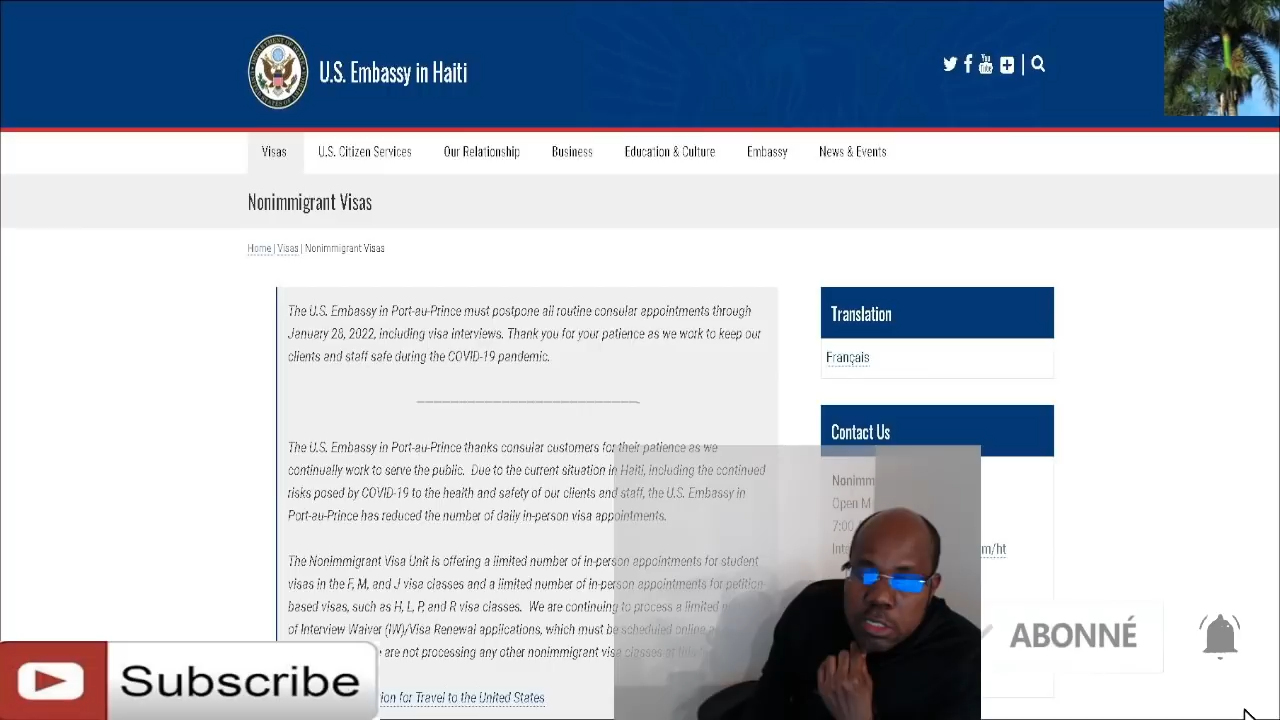 U.S. Embassy in Haiti
You
Visas U.S. Citizen Services Our Relationship Business Education & Culture Embassy News & Events
Nonimmigrant Visas
Home | Visas | Nonimmigrant Visas
The U.S. Embassy in Port-au-Prince must postpone all routine consular appointments through
January 28, 2022, including visa interviews. Thank you for your patience as we work to keep our
clients and staff safe during the COVID-19 pandemic.
The U.S. Embassy in Port-au-Prince thanks consular customers for their patience as we
continually work to serve the public. Due to the current situation in Haiti, including the continued
risks posed by COVID-19 to the health and safety of our clients and staff, the U.S. Embassy in
Port-au-Prince has reduced the number of daily in-person visa appointments.
The Nonimmigrant Visa Unit is offering a limited number of in-person appointments for student
visas in the F, M, and J visa classes and a limited number of in-person appointments for petition
based visas, such as H, L, P, and R visa classes. We are continuing to process a limited
of Interview Waiver (IW)/Visa Renewal applications, which must be scheduled online
are not processing any other nonimmigrant visa classes at
ion for Travel to the United States
Translation
Français
Contact Us
Nonimm
Open M
7:00
m/ht
Subscribe
ABONNÉ